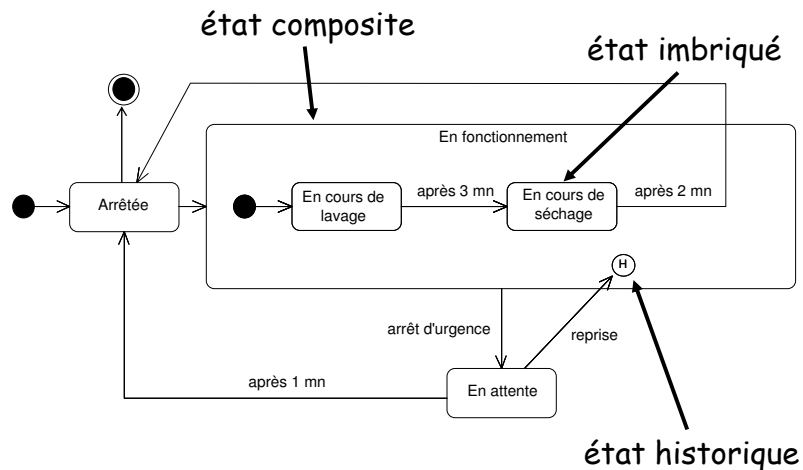 état composite
état imbriqué
En fonctionnement
Arrêtée
En cours de
lavage
après 3 mn
En cours de
séchage
après 2 mn
H
arrêt d'urgence
reprise
après 1 mn
En attente
état historique